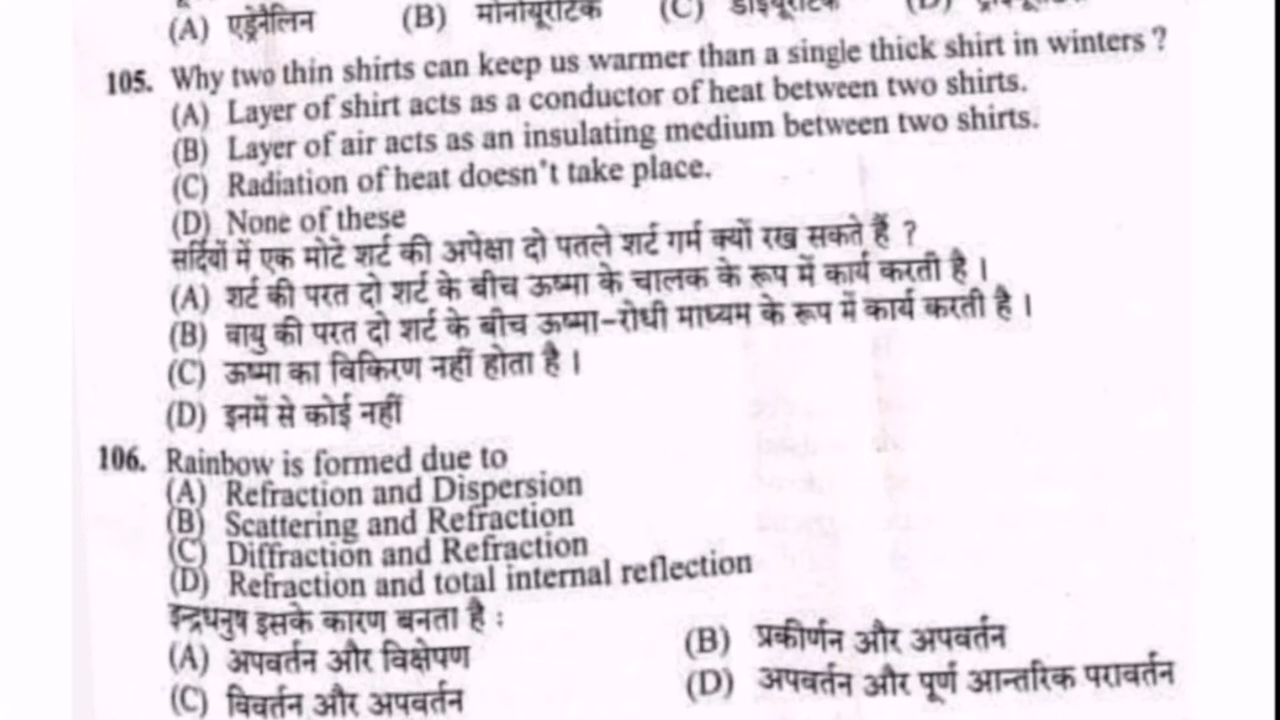 (A) एड्रेनैलिन (B) मोनोयूरेटिक (C) डाइयूरेटिक (D)
105. Why two thin shirts can keep us warmer than a single thick shirt in winters ?
(A) Layer of shirt acts as a conductor of heat between two shirts.
(B) Layer of air acts as an insulating medium between two shirts.
(C) Radiation of heat doesn't take place.
(D) None of these
सर्दियों में एक मोटे शर्ट की अपेक्षा दो पतले शर्ट गर्म क्यों रख सकते हैं ?
(A) शर्ट की परत दो शर्ट के बीच ऊष्मा के चालक के रूप में कार्य करती है ।
(B) वायु की परत दो शर्ट के बीच ऊष्मा-रोधी माध्यम के रूप में कार्य करती है ।
(C) ऊष्मा का विकिरण नहीं होता है ।
(D) इनमें से कोई नहीं
106. Rainbow is formed due to
(A) Refraction and Dispersion
(B) Scattering and Refraction
(C) Diffraction and Refraction
(D) Refraction and total internal reflection
इन्द्रधनुष इसके कारण बनता है :
(A) अपवर्तन और विक्षेपण (B) प्रकीर्णन और अपवर्तन
(C) विवर्तन और अपवर्तन (D) अपवर्तन और पूर्ण आन्तरिक परावर्तन